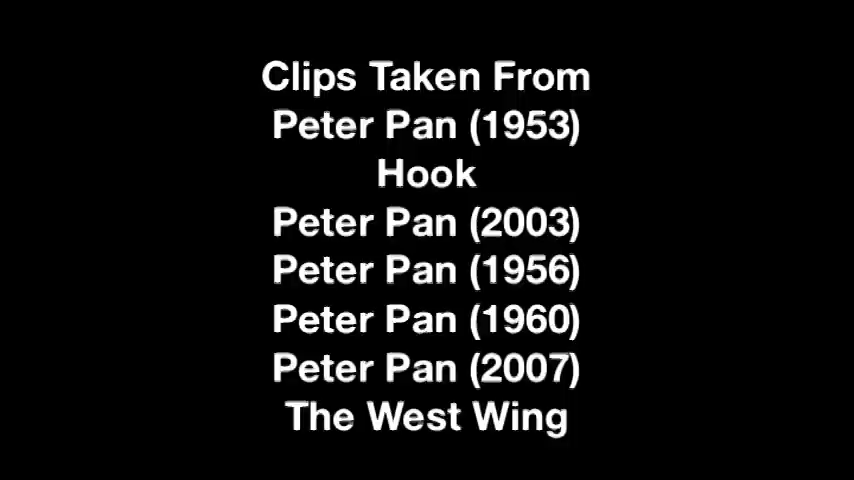 Clips Taken From
Peter Pan (1953)
Hook
Peter Pan (2003)
Peter Pan (1956)
Peter Pan (1960)
Peter Pan (2007)
The West Wing